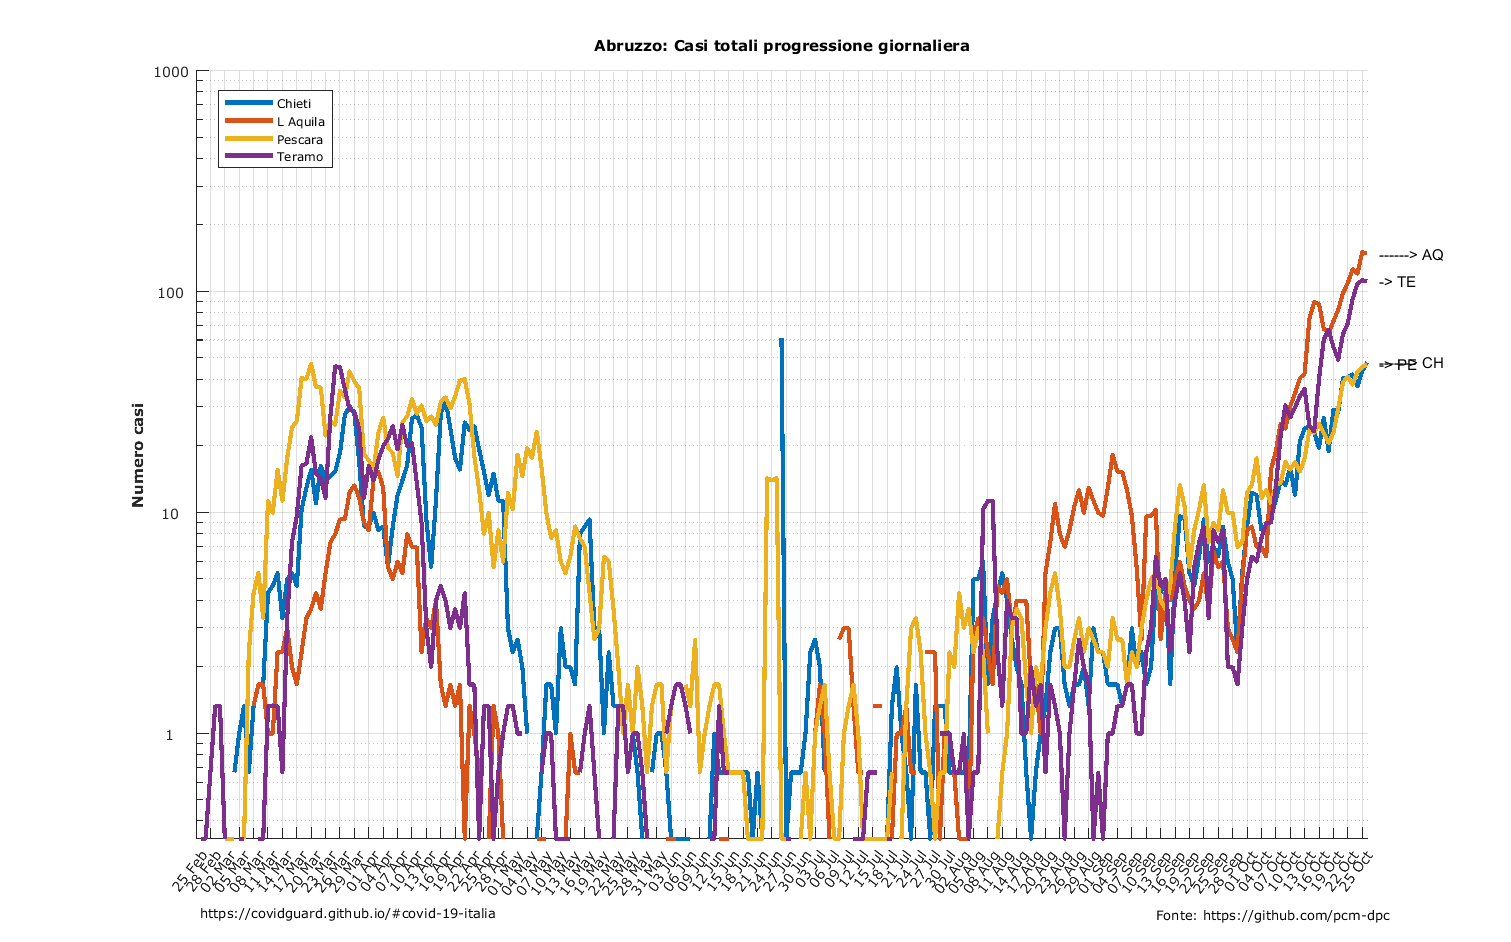 Abruzzo: Casi totali progressione giornaliera
Chieti
L Aquila
Pescara
Teramo
1000
100
10
1
Numero casi
------> AQ
-> TE
-----> CH
-> PE
25 Feb
28 Feb
02 Mar
05 Mar
08 Mar
11 Mar
14 Mar
17 Mar
20 Mar
23 Mar
26 Mar
29 Mar
01 Apr
04 Apr
07 Apr
10 Apr
13 Apr
16 Apr
19 Apr
22 Apr
25 Apr
28 Apr
01 May
04 May
07 May
10 May
13 May
16 May
19 May
22 May
25 May
28 May
31 May
03 Jun
06 Jun
09 Jun
12 Jun
15 Jun
18 Jun
21 Jun
24 Jun
27 Jun
30 Jun
03 Jul
06 Jul
09 Jul
12 Jul
15 Jul
18 Jul
21 Jul
24 Jul
27 Jul
30 Jul
02 Aug
05 Aug
08 Aug
11 Aug
14 Aug
17 Aug
20 Aug
23 Aug
26 Aug
29 Aug
01 Sep
04 Sep
07 Sep
10 Sep
13 Sep
16 Sep
19 Sep
22 Sep
25 Sep
28 Sep
01 Oct
04 Oct
07 Oct
10 Oct
13 Oct
16 Oct
19 Oct
22 Oct
25 Oct
https://covidguard.github.io/#covid-19-italia
Fonte: https://github.com/pcm-dpc